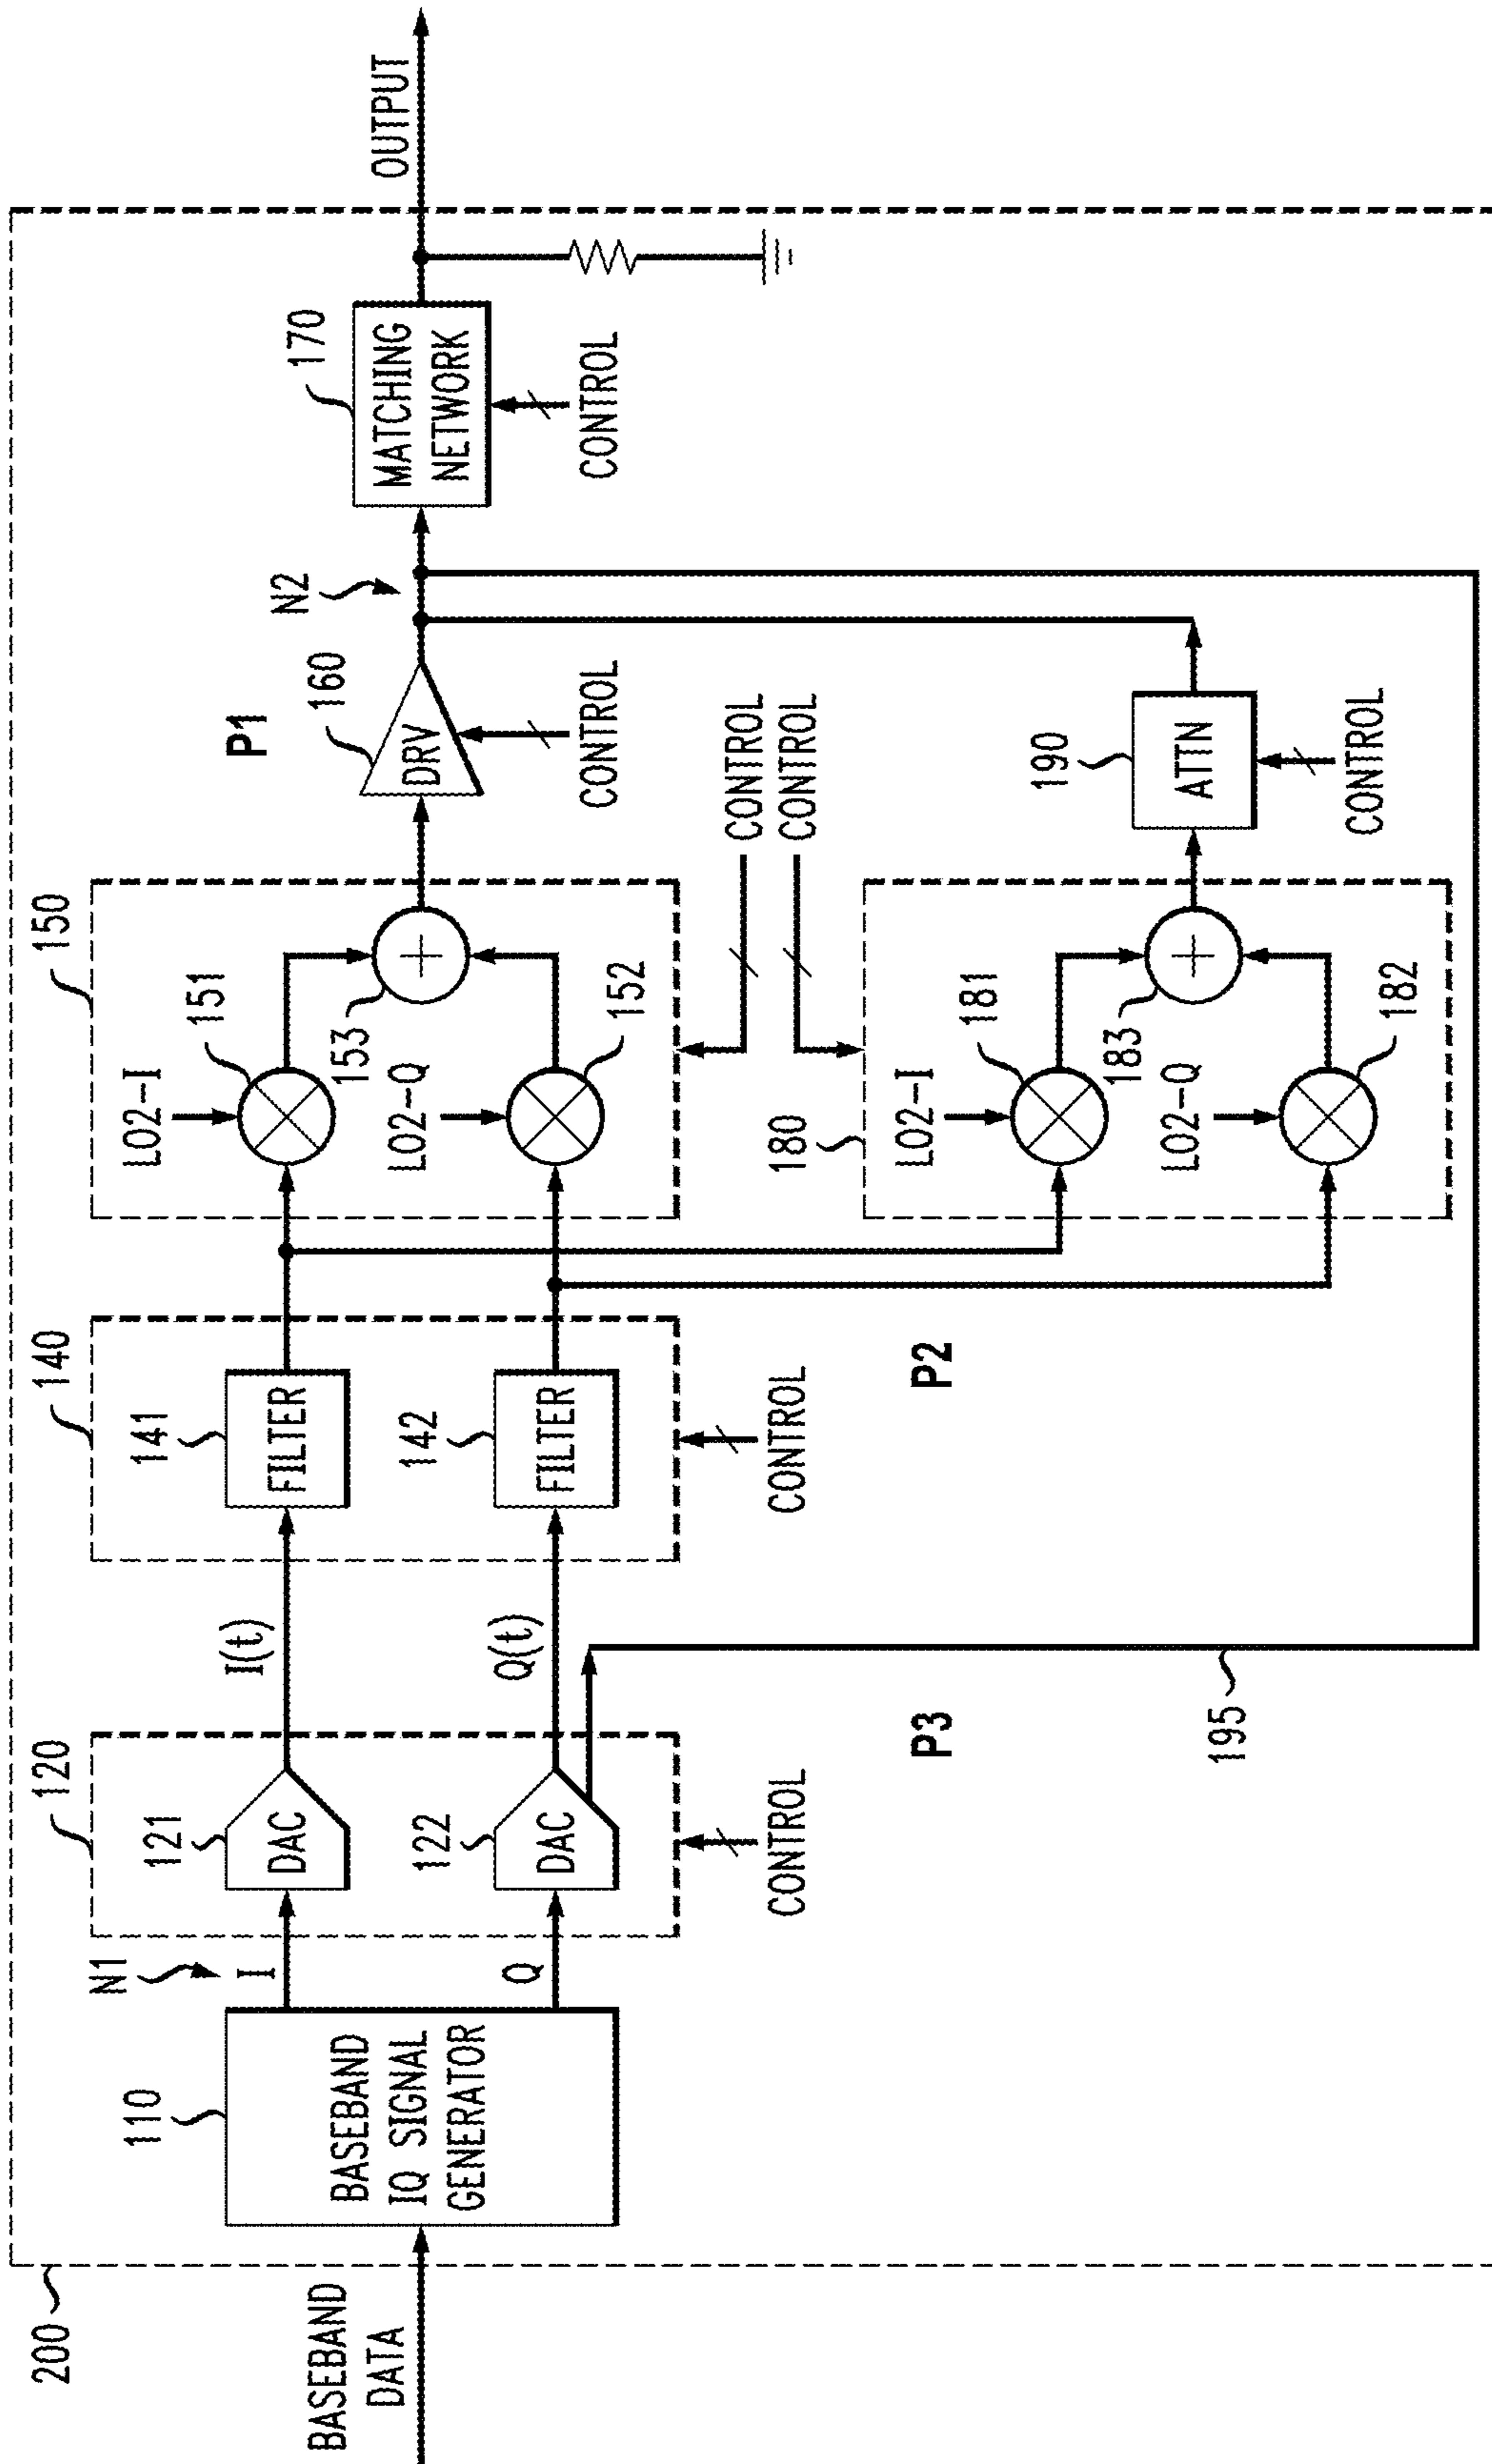 200
BASEBAND
DATA
110
BASEBAND
IQ SIGNAL
GENERATOR
N1
I
Q
120
121
DAC
122
DAC
CONTROL
I(t)
Q(t)
P3
195
140
141
FILTER
142
FILTER
CONTROL
P2
150
LO2-I
151
153
LO2-Q
152
CONTROL
CONTROL
180
LO2-I
181
183
LO2-Q
182
P1
160
DRV
CONTROL
190
ATTN
CONTROL
N2
170
MATCHING
NETWORK
CONTROL
OUTPUT